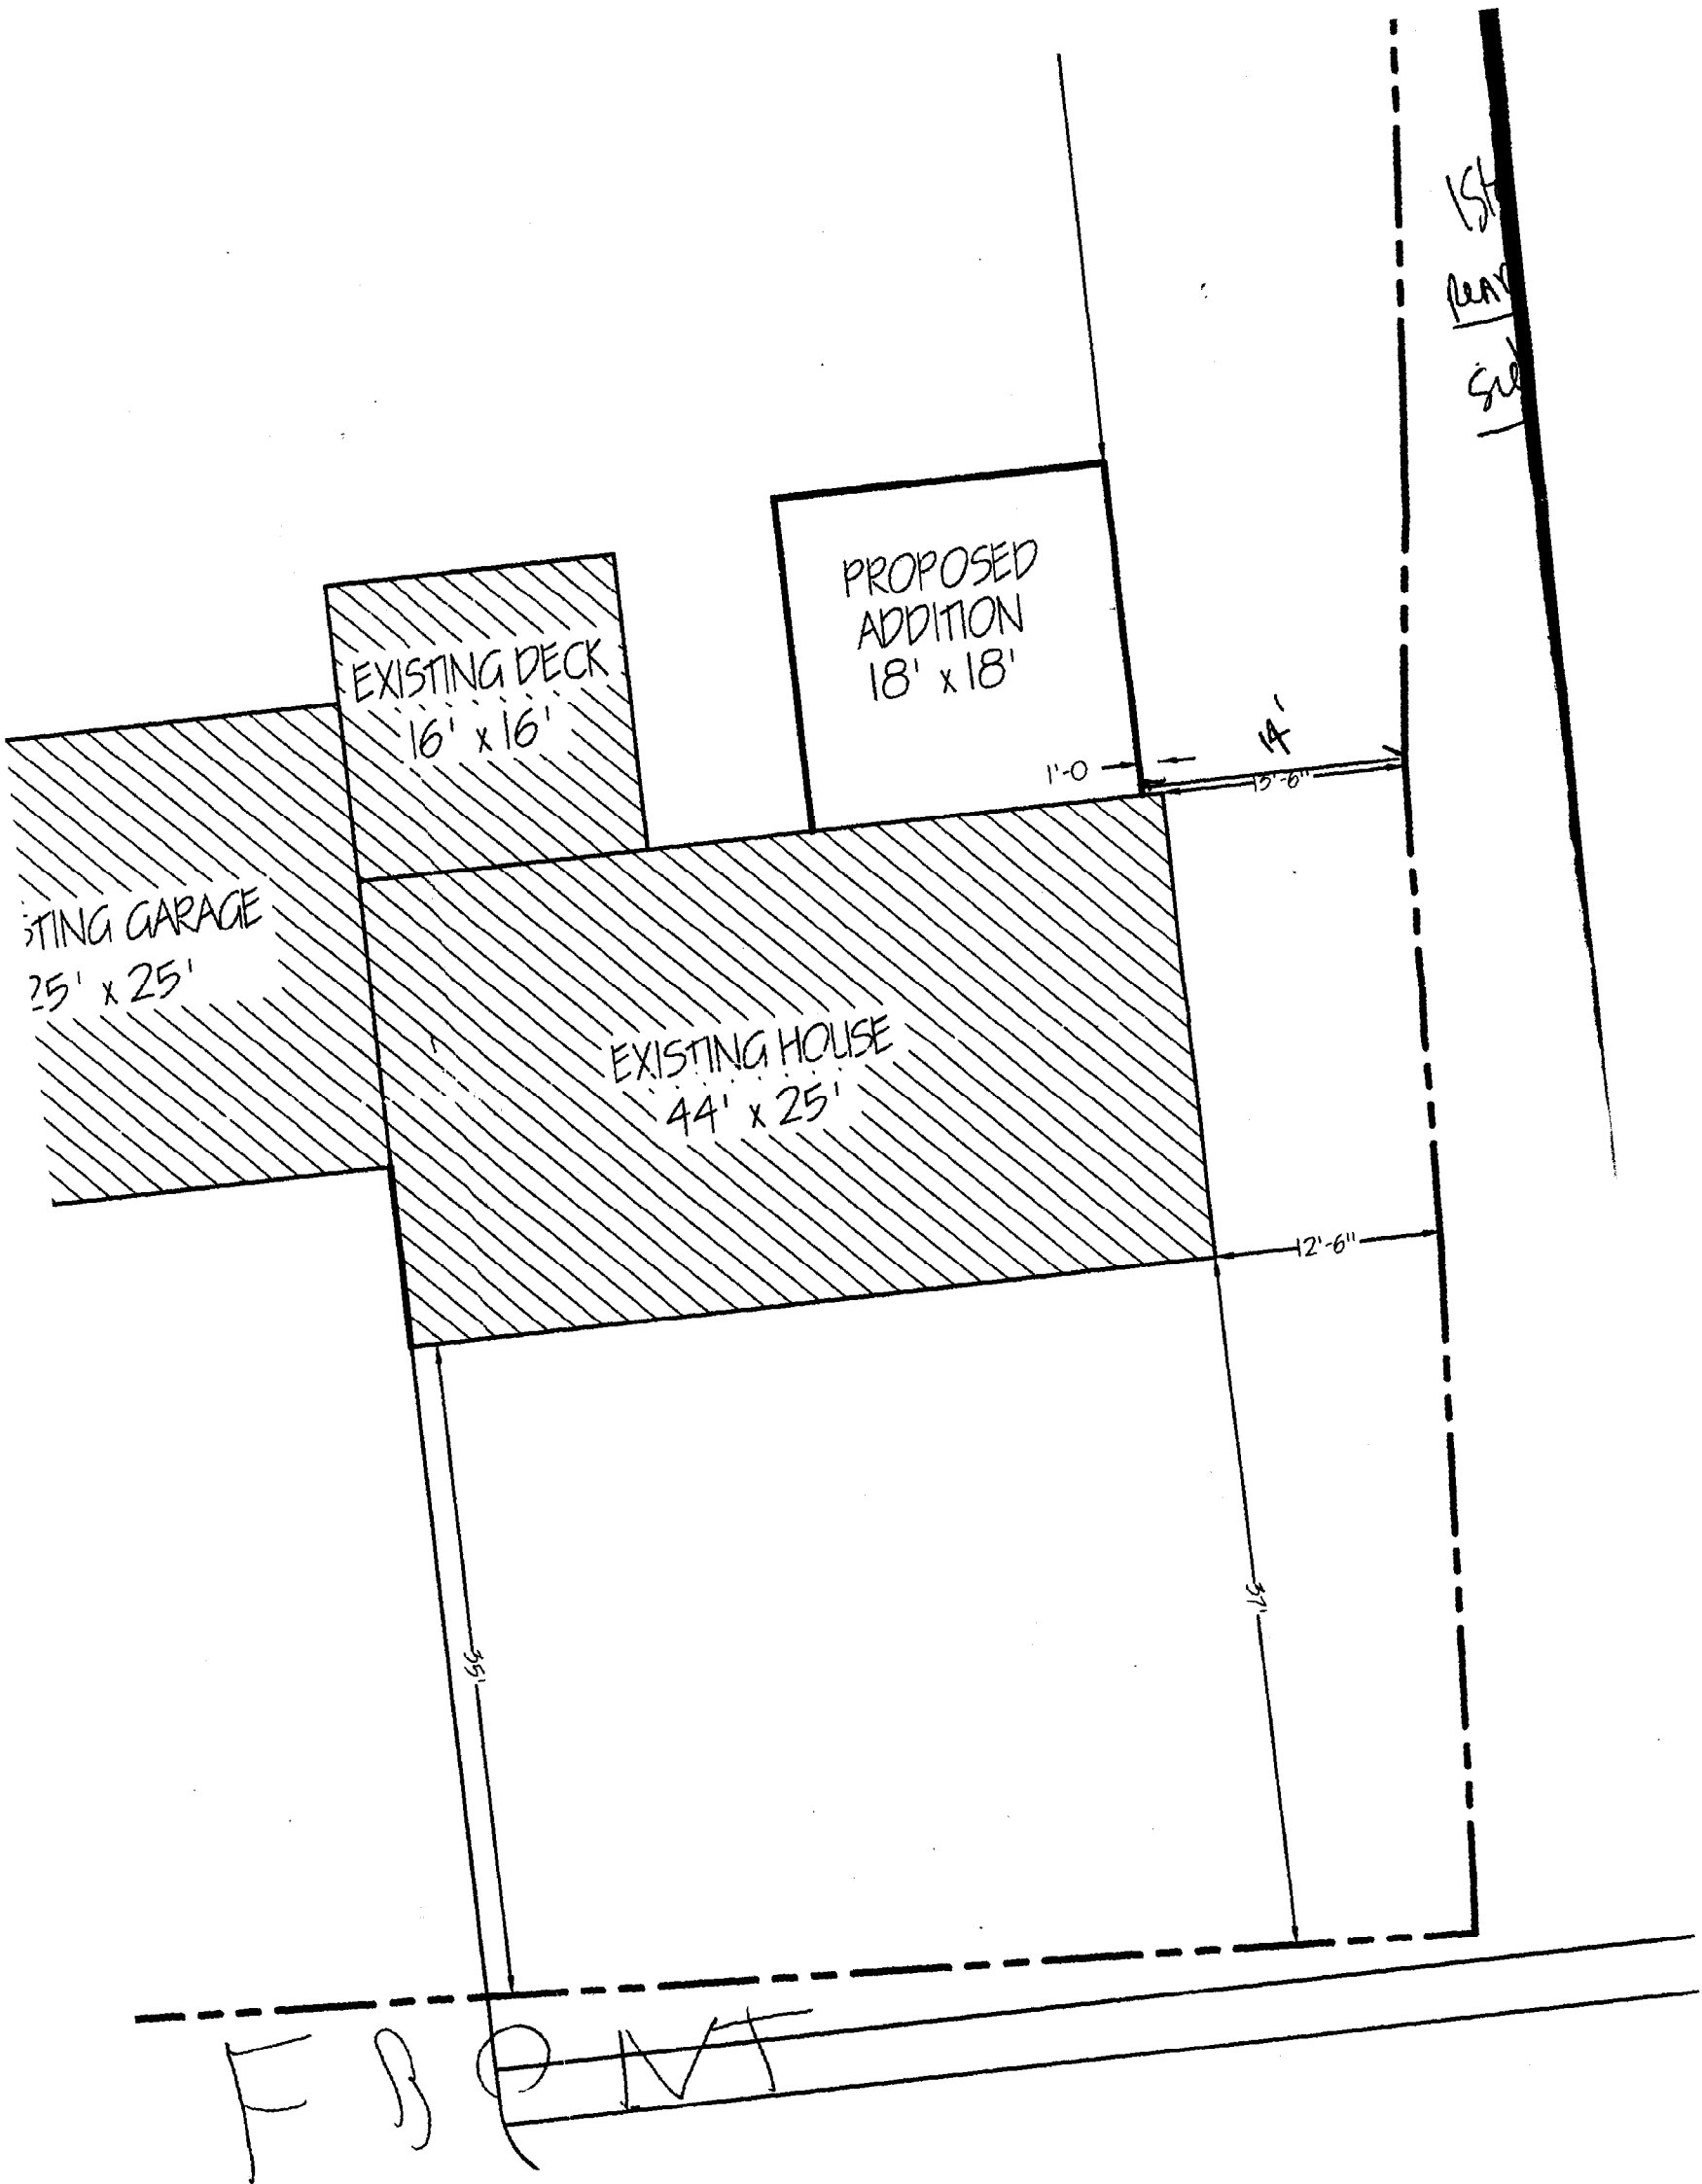 PROPOSED
ADDITION
18' x 18'
EXISTING DECK
16' x 16'
14'
1'-0
13'-6"
STING GARAGE
25' x 25'
EXISTING HOUSE
44' x 25'
12'-6"
37'
35'
FRONT